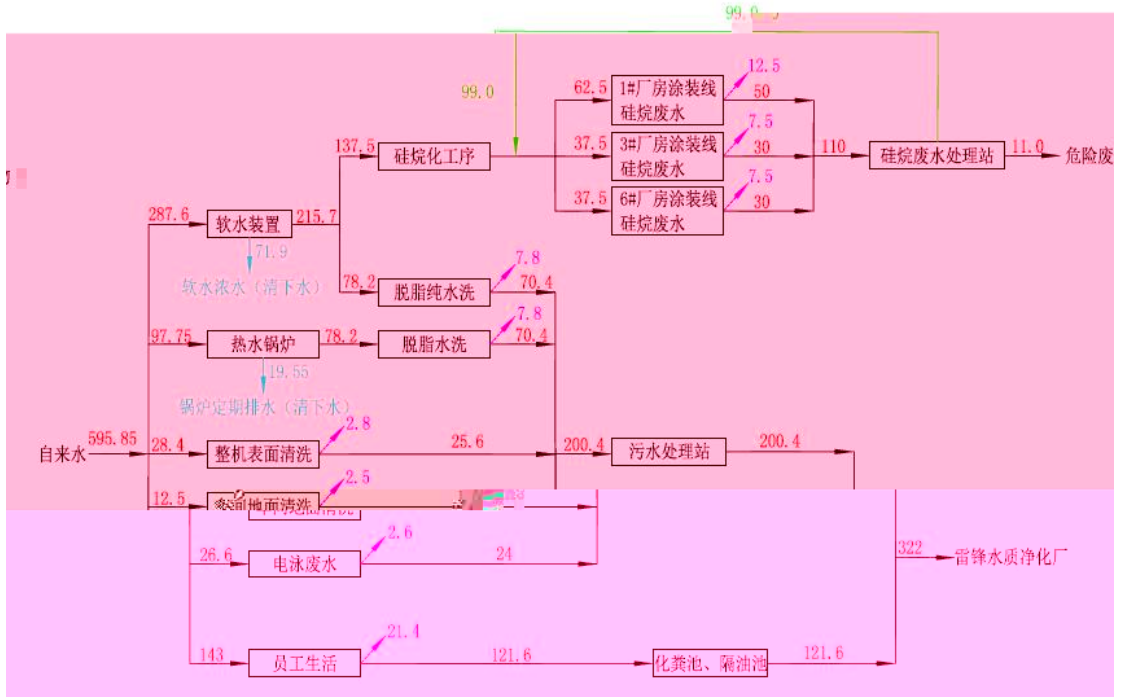 99.0
99.0
12.5
62.5
1#厂房涂装线
硅烷废水
50
7.5
137.5
硅烷化工序
37.5
3#厂房涂装线
硅烷废水
30
110
硅烷废水处理站
11.0
危险废
7.5
37.5
6#厂房涂装线
硅烷废水
30
287.6
软水装置
215.7
71.9
软水浓水（清下水）
7.8
78.2
脱脂纯水洗
70.4
7.8
97.75
热水锅炉
78.2
脱脂水洗
70.4
19.55
锅炉定期排水（清下水）
2.8
自来水
595.85
28.4
整机表面清洗
25.6
200.4
污水处理站
200.4
2.5
12.5
地面清洗
2.6
26.6
电泳废水
24
322
雷锋水质净化厂
21.4
143
员工生活
121.6
化粪池、隔油池
121.6